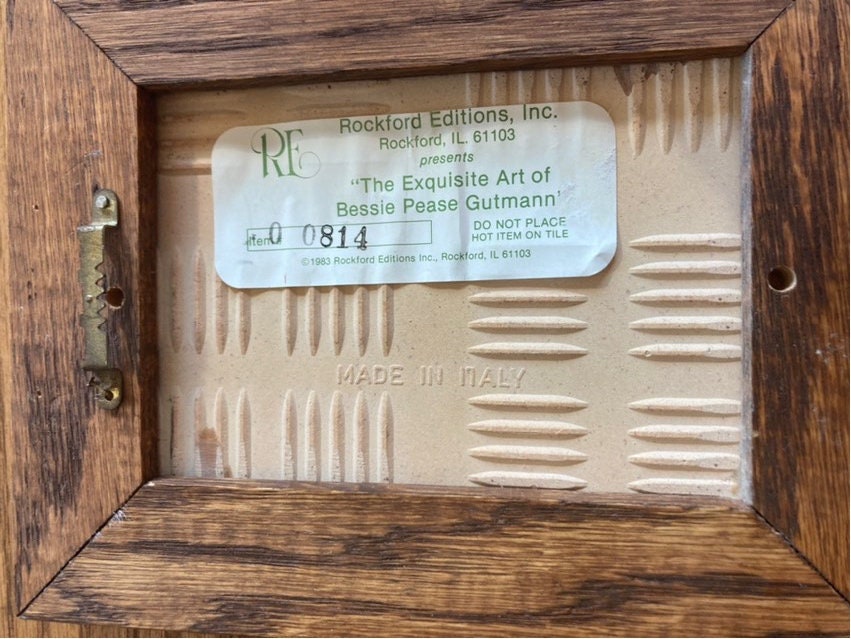 RE
Rockford Editions, Inc.
Rockford, IL. 61103
presents
"The Exquisite Art of
Bessie Pease Gutmann'
Item# 0 0814
DO NOT PLACE
HOT ITEM ON TILE
©1983 Rockford Editions Inc., Rockford, IL 61103
MADE IN ITALY